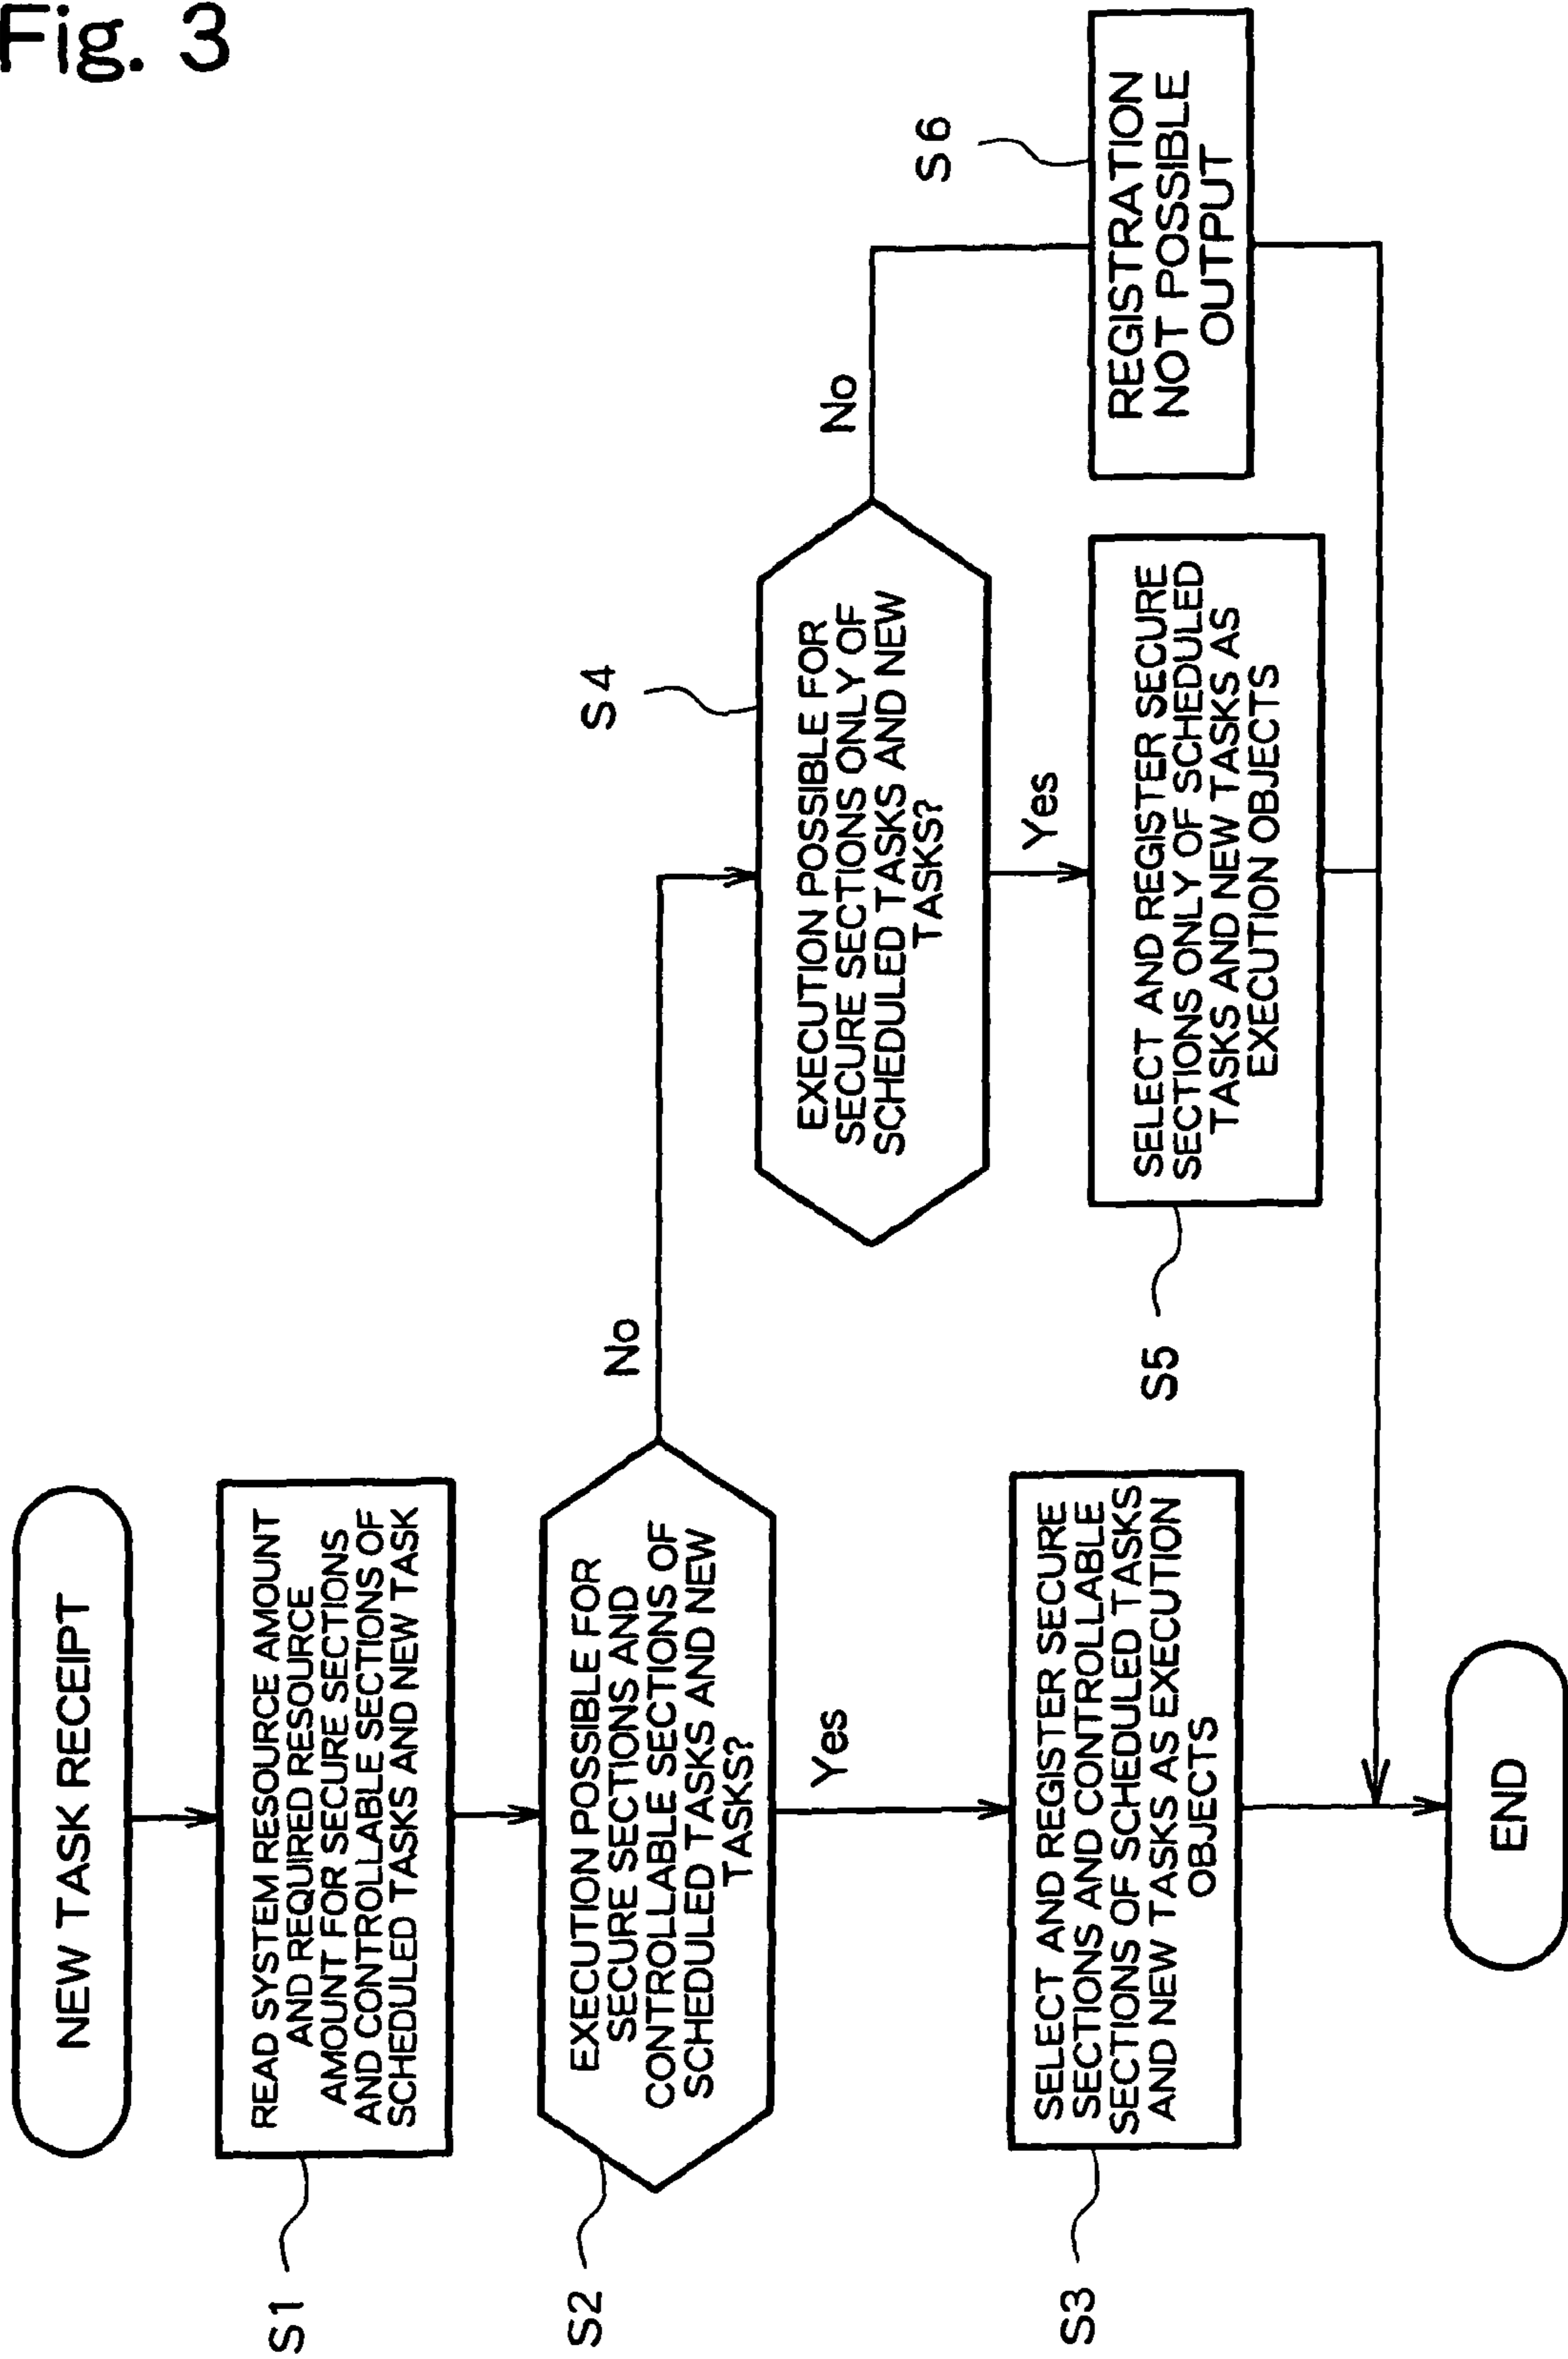 Fig. 3
NEW TASK RECEIPT
S1
READ SYSTEM RESOURCE AMOUNT
AND REQUIRED RESOURCE
AMOUNT FOR SECURE SECTIONS
AND CONTROLLABLE SECTIONS OF
SCHEDULED TASKS AND NEW TASK
S2
EXECUTION POSSIBLE FOR
SECURE SECTIONS AND
CONTROLLABLE SECTIONS OF
SCHEDULED TASKS AND NEW
TASKS?
No
Yes
S3
SELECT AND REGISTER SECURE
SECTIONS AND CONTROLLABLE
SECTIONS OF SCHEDULED TASKS
AND NEW TASKS AS EXECUTION
OBJECTS
S4
EXECUTION POSSIBLE FOR
SECURE SECTIONS ONLY OF
SCHEDULED TASKS AND NEW
TASKS?
No
Yes
S5
SELECT AND REGISTER SECURE
SECTIONS ONLY OF SCHEDULED
TASKS AND NEW TASKS AS
EXECUTION OBJECTS
S6
REGISTRATION
NOT POSSIBLE
OUTPUT
END